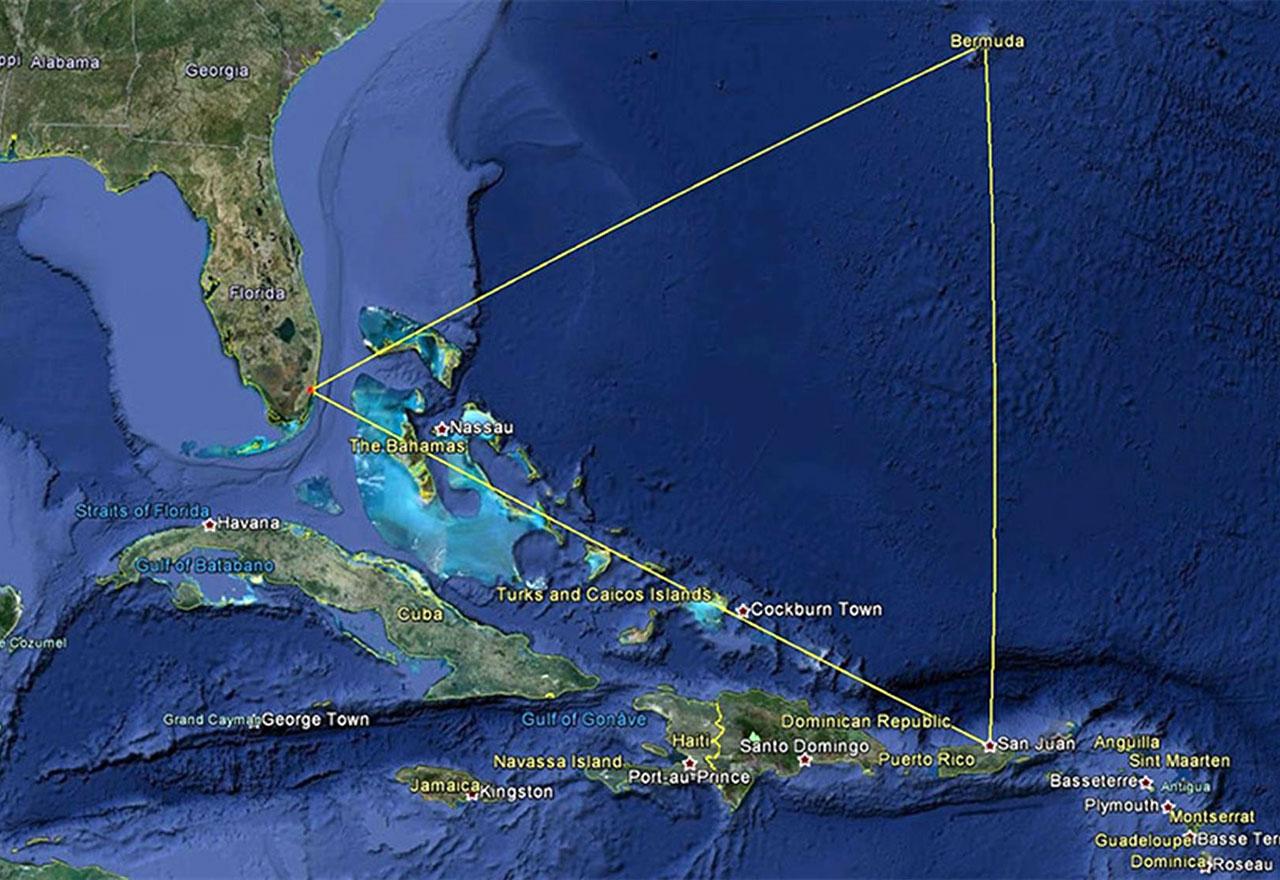 Bermuda
ppi
Alabama
Georgia
Florida
Nassau
The Bahamas
Straits of Florida
Havana
Gulf of Batabano
Turks and Caicos Islands
Cockburn Town
Cuba
e Cozumel
Grand Cayman
George Town
Gulf of Gonâve
Dominican Republic
Haiti
Santo Domingo
San Juan
Anguilla
Navassa Island
Puerto Rico
Sint Maarten
Port-au-Prince
Basseterre
Antigua
Jamaica
Kingston
Plymouth
Montserrat
Guadeloupe
Basse Terr
Dominica
Roseau